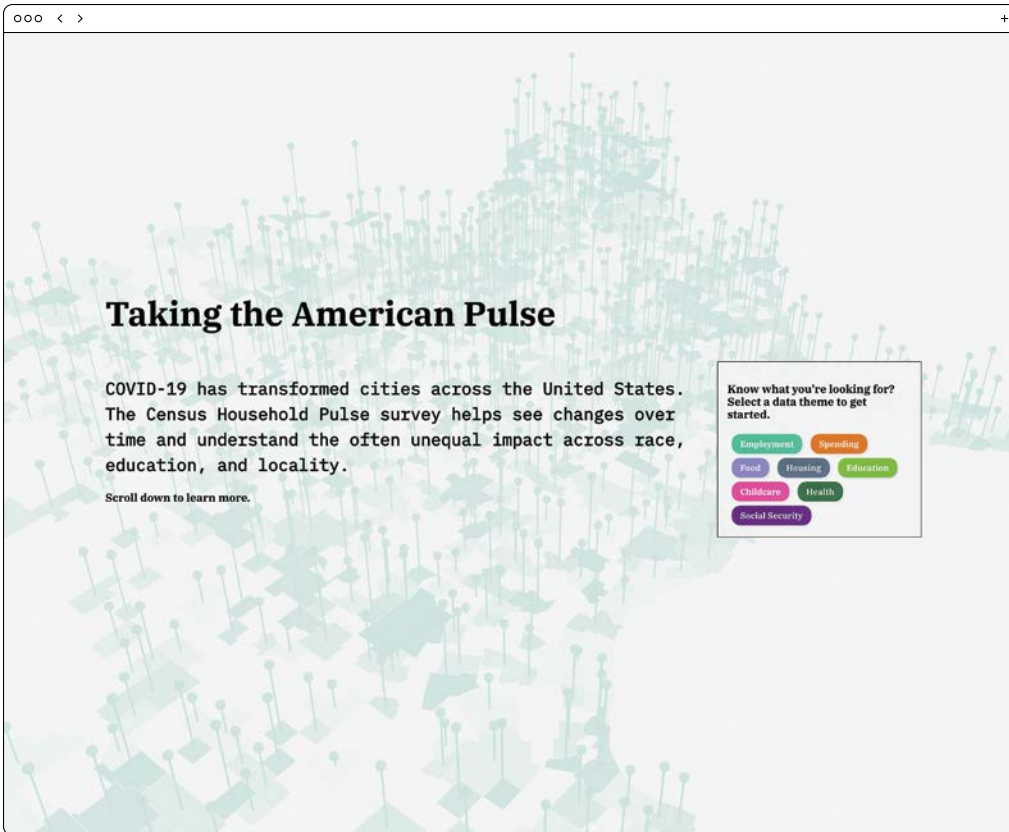 Taking the American Pulse
COVID-19 has transformed cities across the United States.
The Census Household Pulse survey helps see changes over
time and understand the often unequal impact across race,
education, and locality.
Scroll down to learn more.
Know what you're looking for?
Select a data theme to get
started.
Employment Spending
Food Housing Education
Childcare Health
Social Security